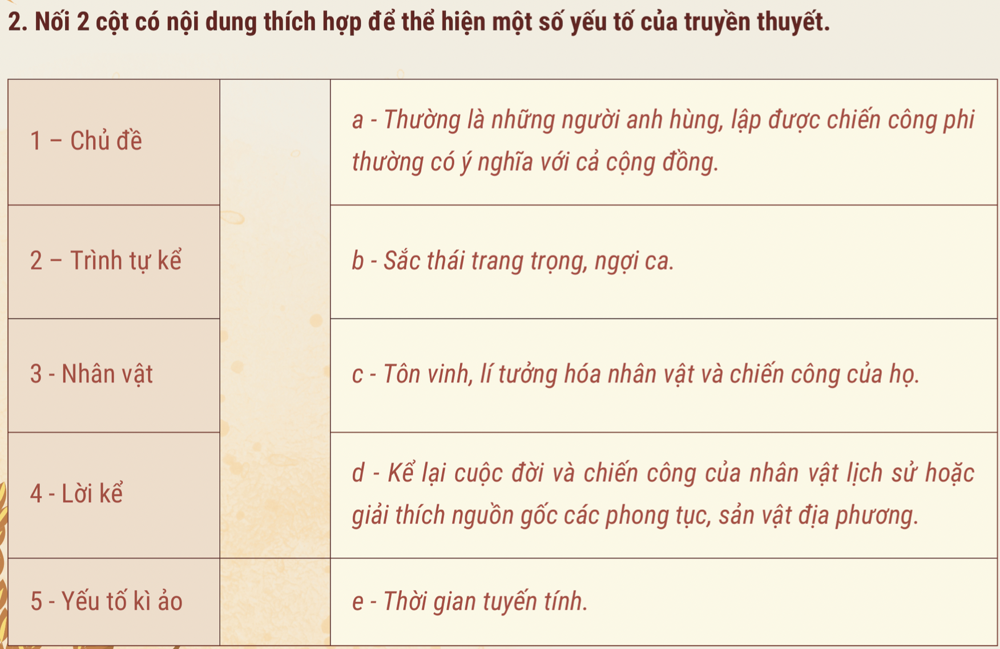 2. Nối 2 cột có nội dung thích hợp để thể hiện một số yếu tố của truyền thuyết.
1 – Chủ đề
a - Thường là những người anh hùng, lập được chiến công phi
thường có ý nghĩa với cả cộng đồng.
2 – Trình tự kể
b - Sắc thái trang trọng, ngợi ca.
3 - Nhân vật
c - Tôn vinh, lí tưởng hóa nhân vật và chiến công của họ.
4 - Lời kể
d - Kể lại cuộc đời và chiến công của nhân vật lịch sử hoặc
giải thích nguồn gốc các phong tục, sản vật địa phương.
5 - Yếu tố kì ảo
e - Thời gian tuyến tính.